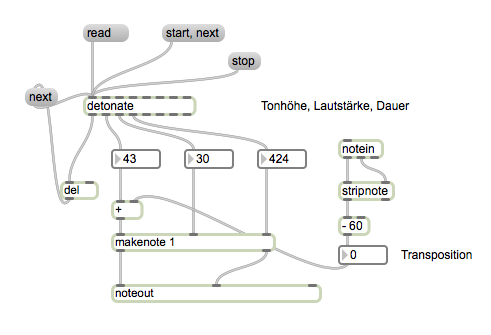 read
start, next
stop
next
detonate
Tonhöhe, Lautstärke, Dauer
43
30
424
notein
del
stripnote
+
- 60
makenote 1
0
Transposition
noteout